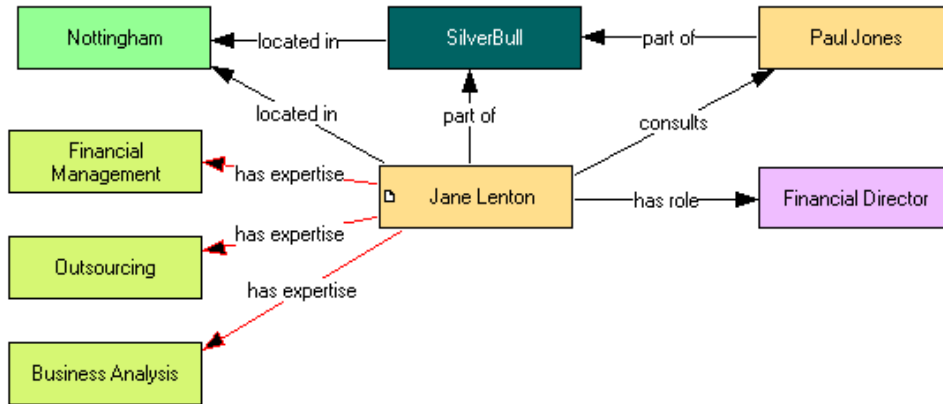 Nottingham
located in
SilverBull
part of
Paul Jones
located in
part of
consults
Financial
Management
has expertise
Jane Lenton
has role
Financial Director
has expertise
Outsourcing
has expertise
Business Analysis